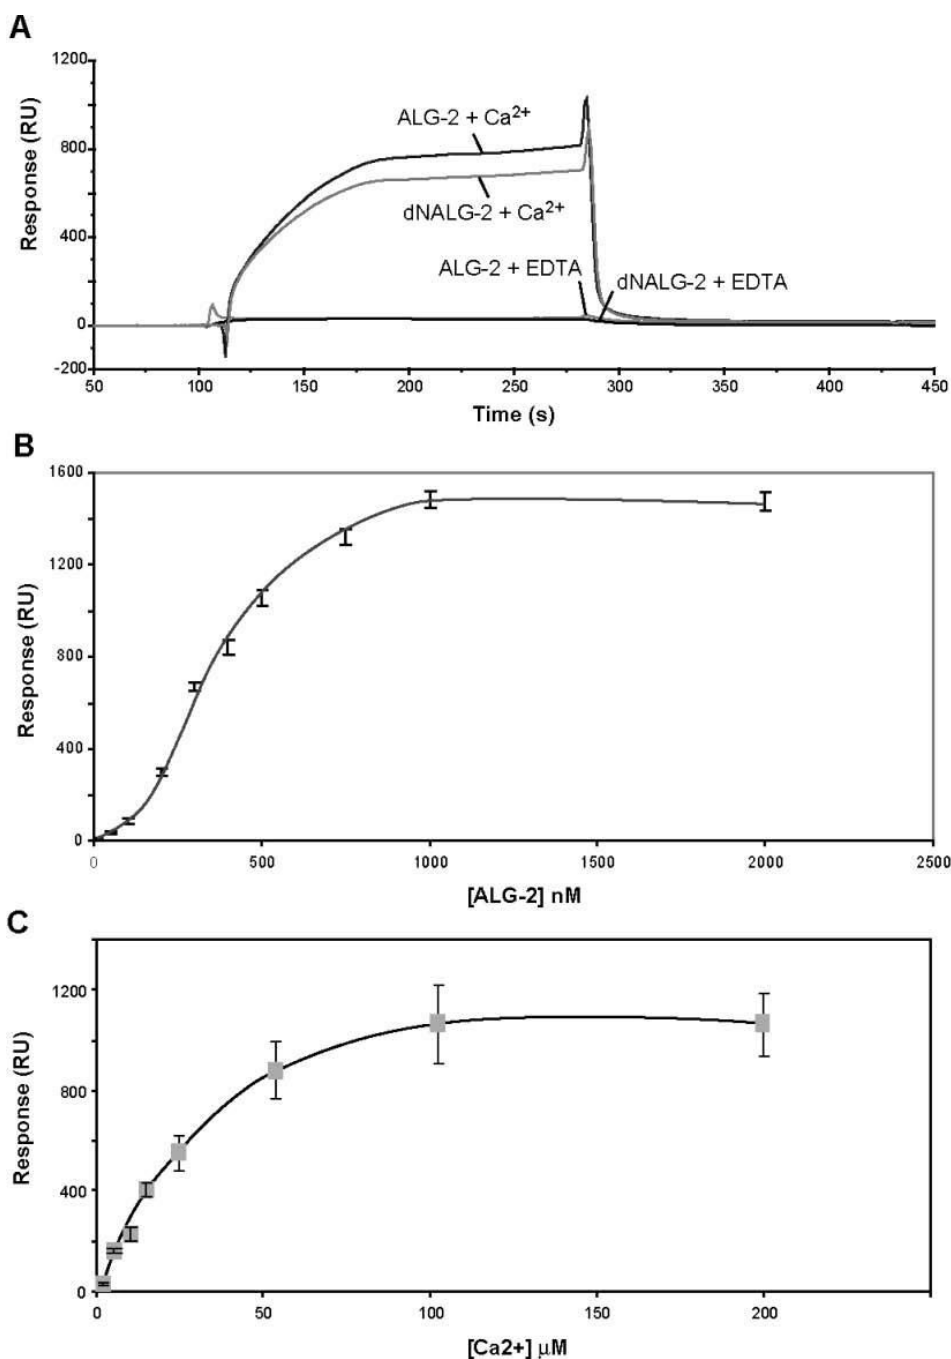 A
1200
1000
800
400
0
-200
Response (RU)
ALG-2 + Ca2+
dNALG-2 + Ca2+
ALG-2 + EDTA
dNALG-2 + EDTA
50 100 150 200 250 300 350 400 450
Time (s)
B
1600
1200
800
400
0
Response (RU)
0 500 1000 1500 2000 2500
[ALG-2] nM
C
1200
800
400
0
Response (RU)
0 50 100 150 200
[Ca2+] µM